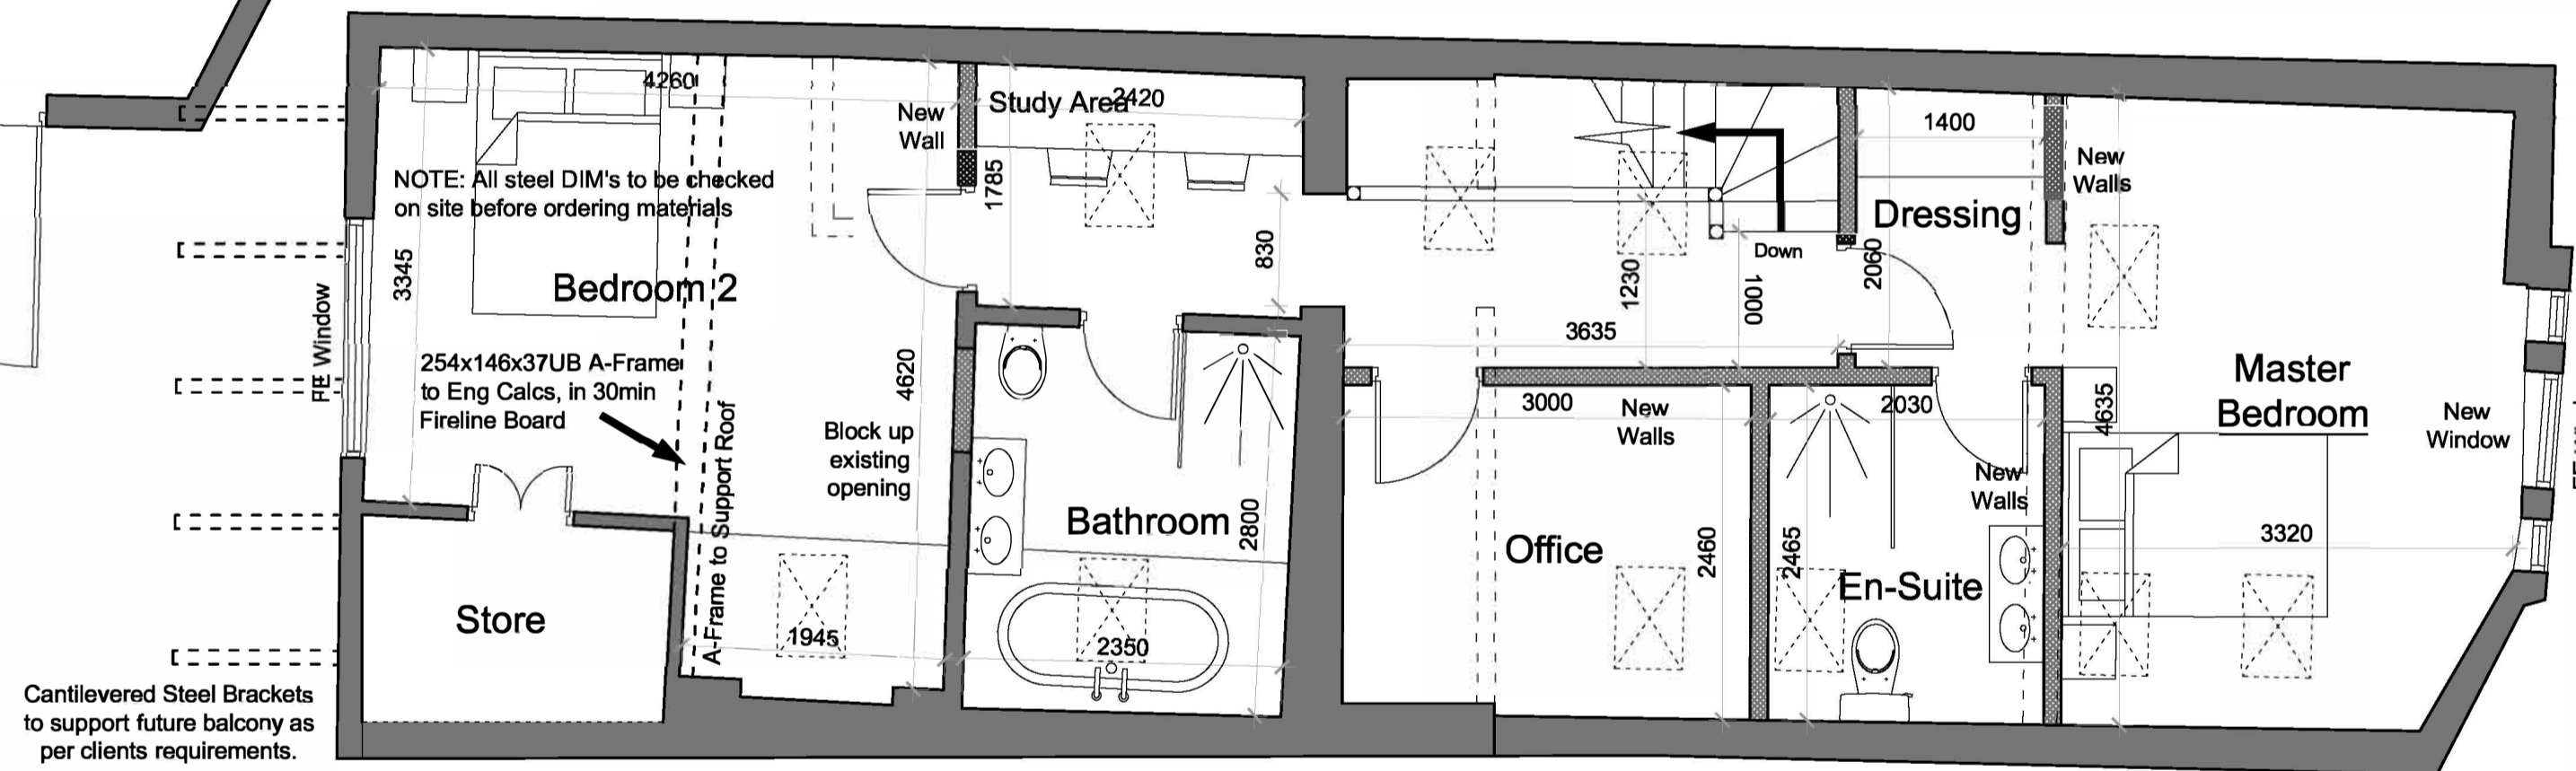 4260
Study Area
2420
New
Wall
1785
NOTE: All steel DIM's to be checked
on site before ordering materials
3345
Bedroom 2
FE Window
254x146x37UB A-Frame
to Eng Calcs, in 30min
Fireline Board
A-Frame to Support Roof
4620
Block up
existing
opening
830
Bathroom
2800
Store
1945
2350
Cantilevered Steel Brackets
to support future balcony as
per clients requirements.
1400
New
Walls
Dressing
Down
2060
1230
1000
3635
3000
New
Walls
2030
New
Walls
Office
2460
2465
En-Suite
4635
Master
Bedroom
New
Window
3320